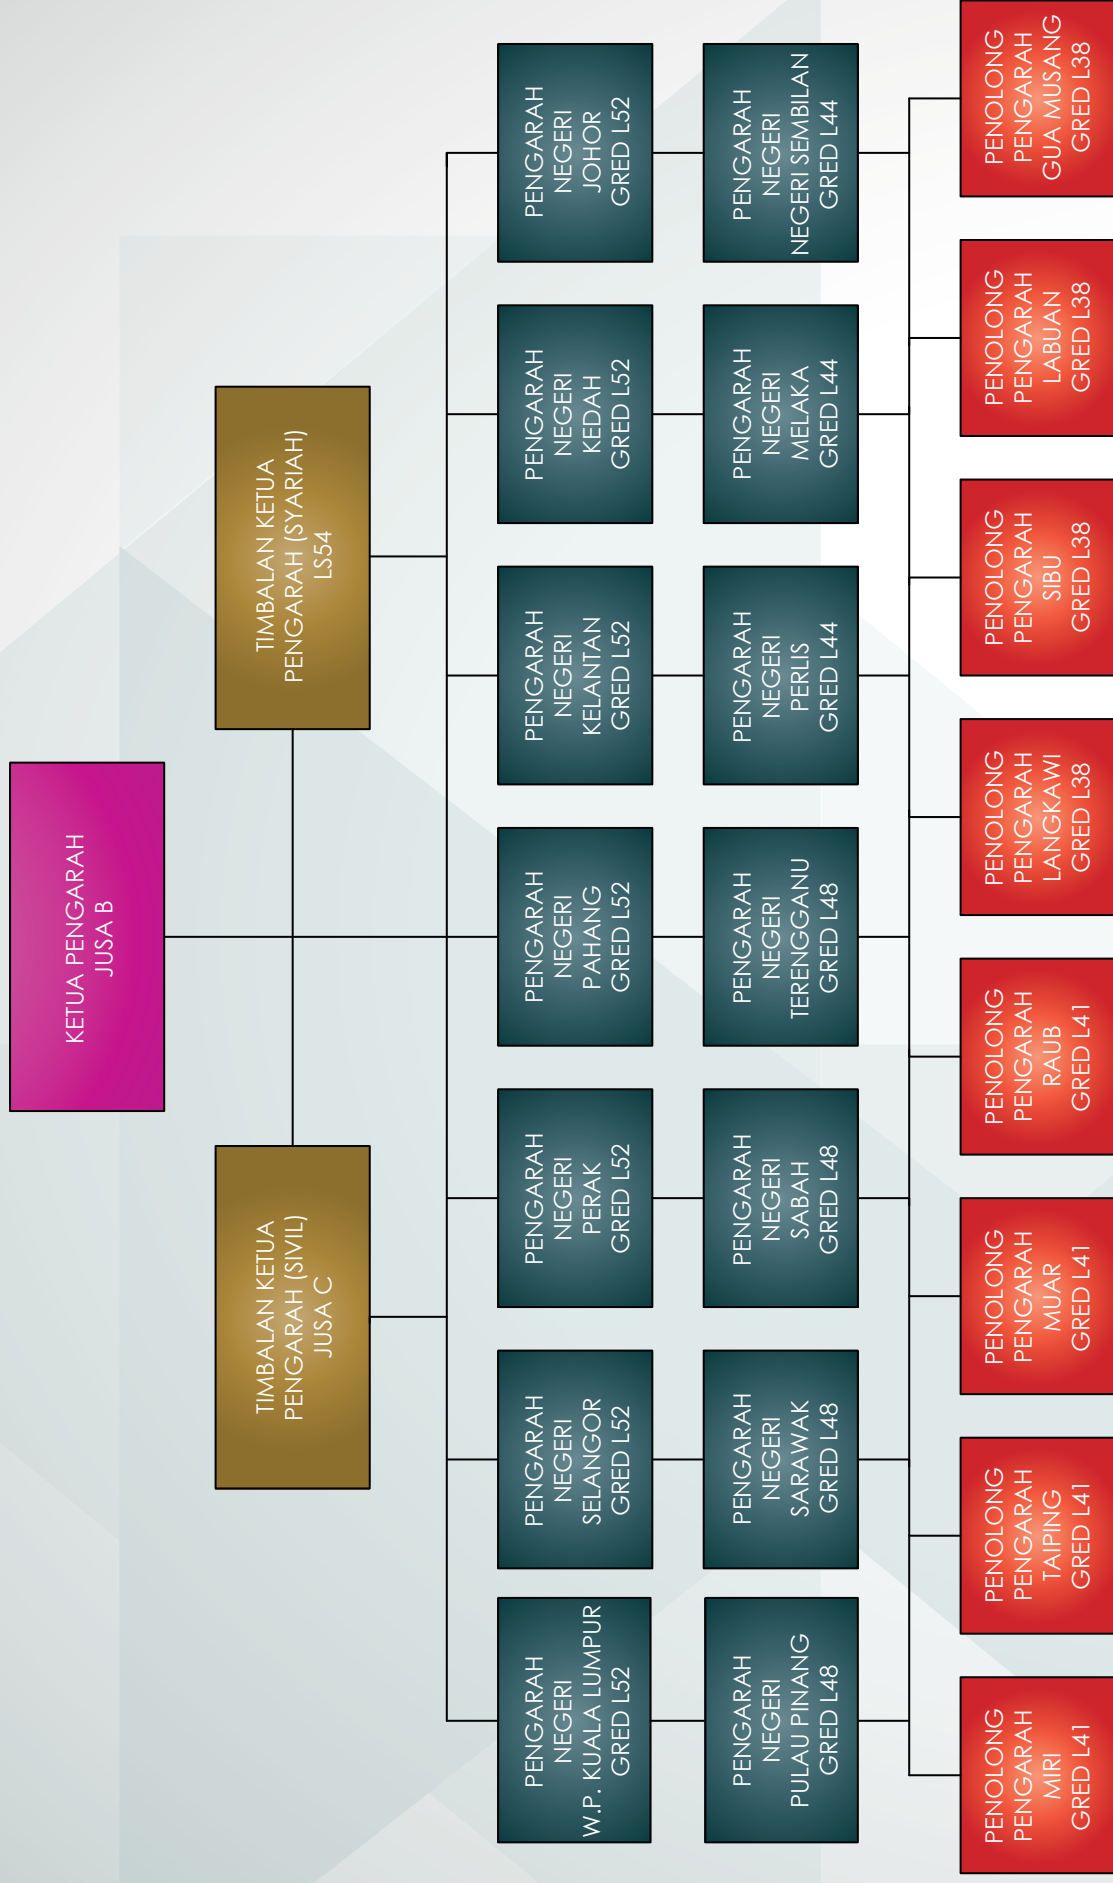 KETUA PENGARAH
JUSA B
TIMBALAN KETUA
PENGARAH (SIVIL)
JUSA C
TIMBALAN KETUA
PENGARAH (SYARIAH)
LS54
PENGARAH
NEGERI
W.P. KUALA LUMPUR
GRED L52
PENGARAH
NEGERI
SELANGOR
GRED L52
PENGARAH
NEGERI
PERAK
GRED L52
PENGARAH
NEGERI
PAHANG
GRED L52
PENGARAH
NEGERI
KELANTAN
GRED L52
PENGARAH
NEGERI
KEDAH
GRED L52
PENGARAH
NEGERI
JOHOR
GRED L52
PENGARAH
NEGERI
PULAU PINANG
GRED L48
PENGARAH
NEGERI
SARAWAK
GRED L48
PENGARAH
NEGERI
SABAH
GRED L48
PENGARAH
NEGERI
TERENGGANU
GRED L48
PENGARAH
NEGERI
PERLIS
GRED L44
PENGARAH
NEGERI
MELAKA
GRED L44
PENGARAH
NEGERI
NEGERI SEMBILAN
GRED L44
PENOLONG
PENGARAH
MIRI
GRED L41
PENOLONG
PENGARAH
TAIPING
GRED L41
PENOLONG
PENGARAH
MUAR
GRED L41
PENOLONG
PENGARAH
RAUB
GRED L41
PENOLONG
PENGARAH
LANGKAWI
GRED L38
PENOLONG
PENGARAH
SIBU
GRED L38
PENOLONG
PENGARAH
LABUAN
GRED L38
PENOLONG
PENGARAH
GUA MUSANG
GRED L38